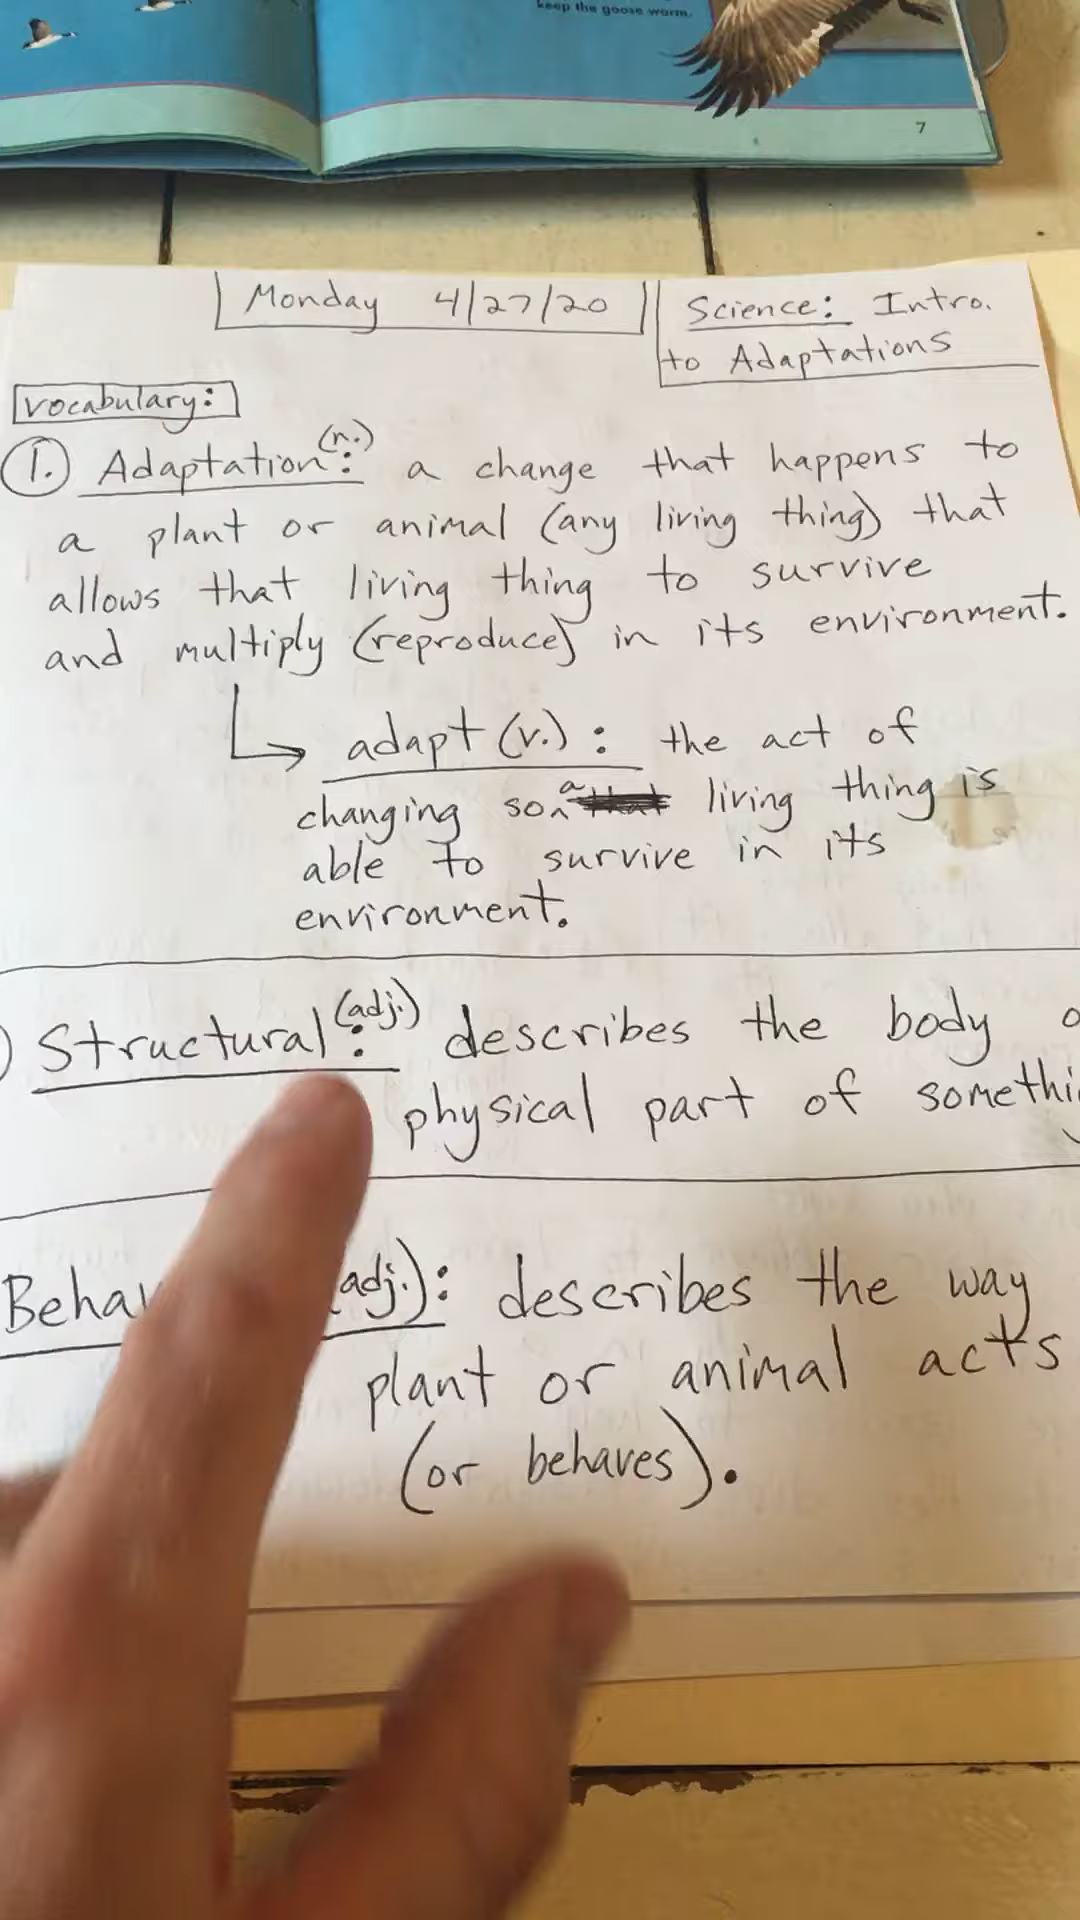 keep the goose warm.
7
Monday 4/27/20
Science: Intro.
to Adaptations
vocabulary:
1. Adaptation (n.): a change that happens to
a plant or animal (any living thing) that
allows that living thing to survive
and multiply (reproduce) in its environment.
adapt (v.): the act of
changing so a living thing is
able to survive in its
environment.
Structural (adj.): describes the body
physical part of
(adj.): describes the way
plant or animal acts
(or behaves).